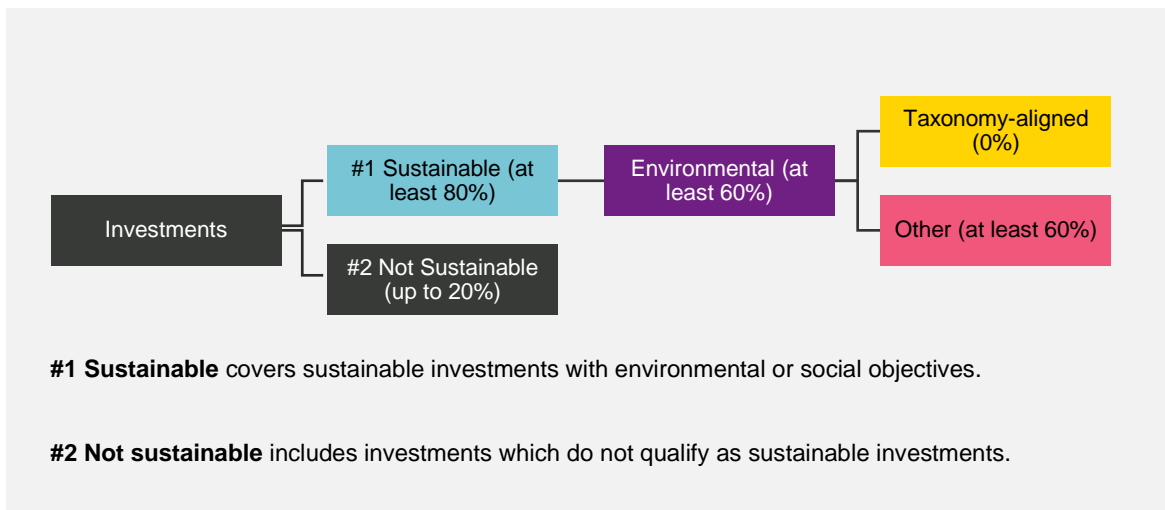 Taxonomy-aligned
(0%)
#1 Sustainable (at
least 80%)
Environmental (at
least 60%)
Investments
Other (at least 60%)
#2 Not Sustainable
(up to 20%)
#1 Sustainable covers sustainable investments with environmental or social objectives.
#2 Not sustainable includes investments which do not qualify as sustainable investments.